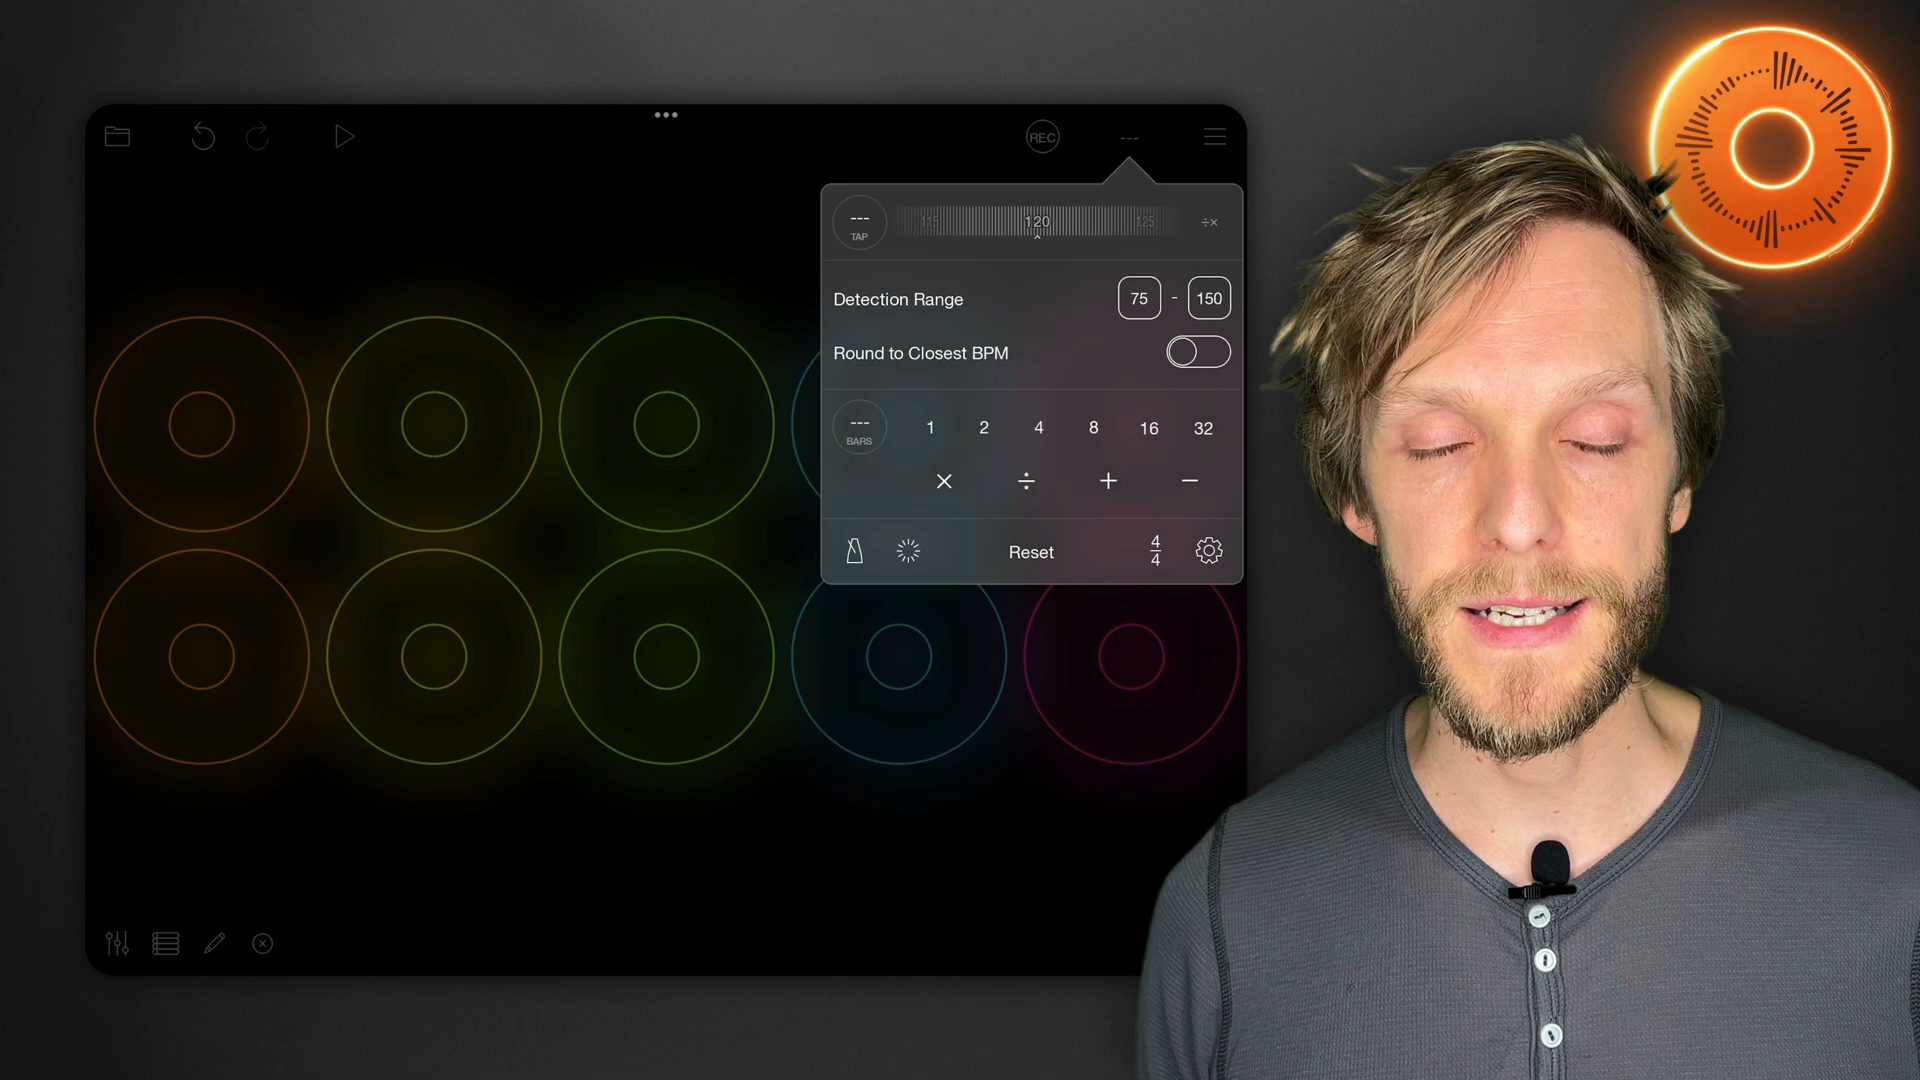 REC ---
--- 115 120 125 ÷×
TAP
Detection Range 75 - 150
Round to Closest BPM
--- 1 2 4 8 16 32
BARS
× ÷ + −
Reset 4/4